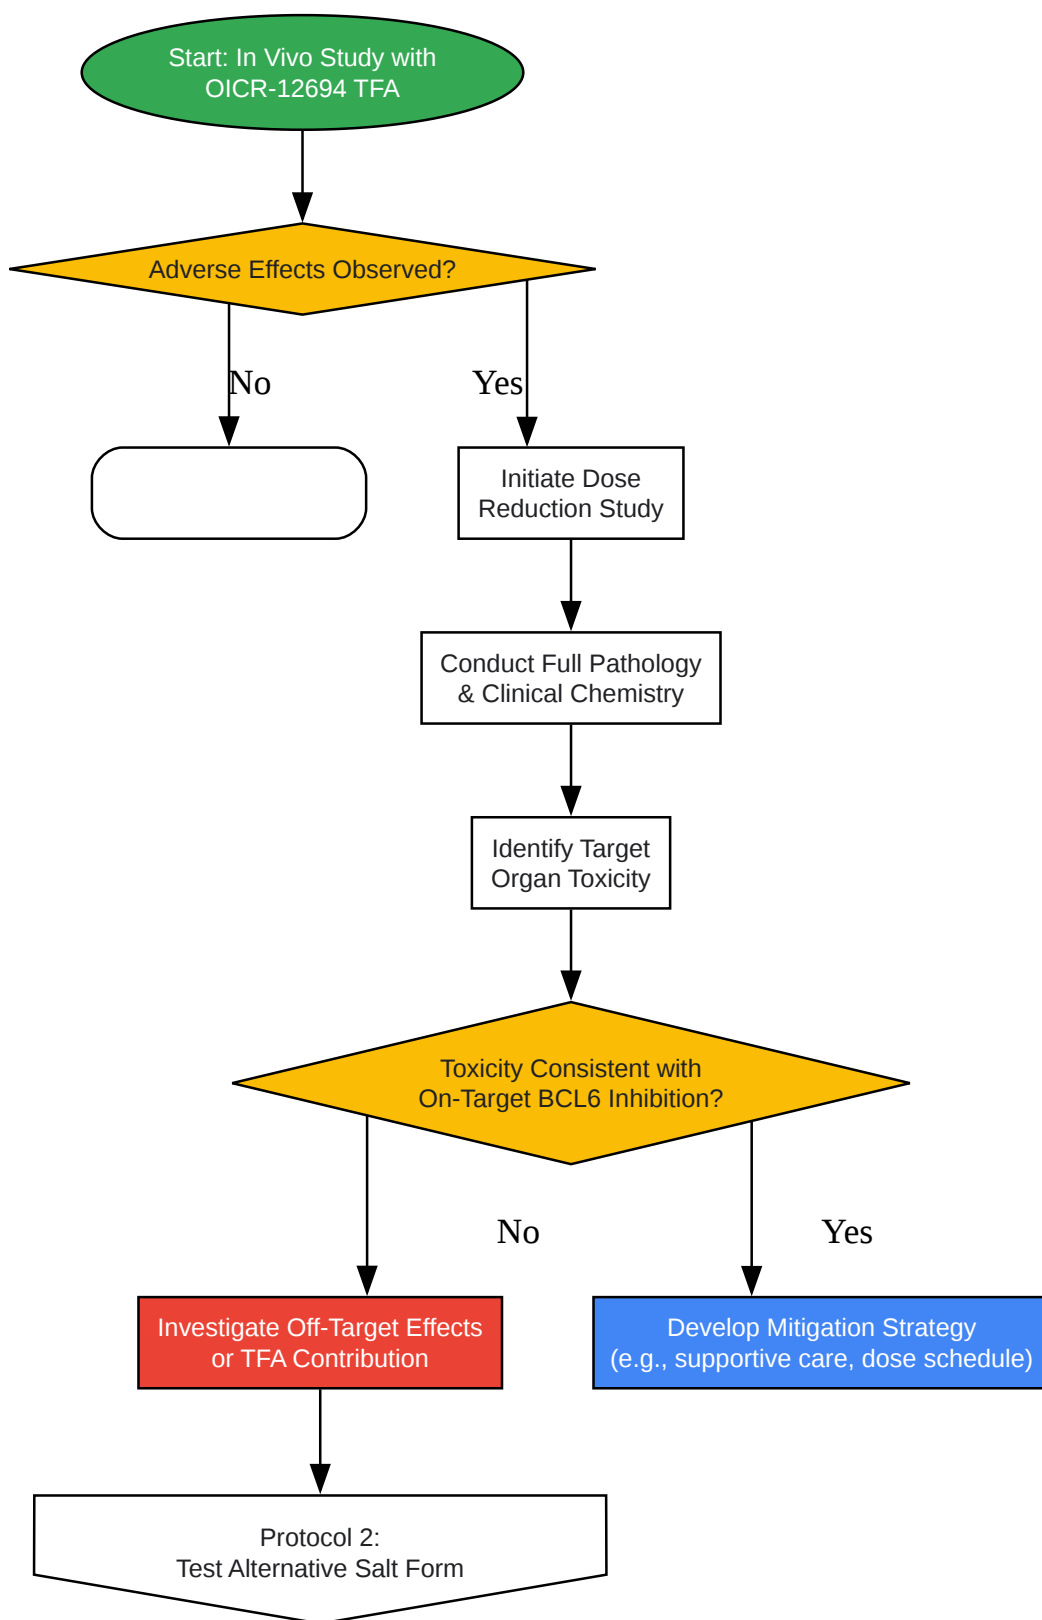 Start: In Vivo Study with
OICR-12694 TFA
Adverse Effects Observed?
No
Yes
Initiate Dose
Reduction Study
Conduct Full Pathology
& Clinical Chemistry
Identify Target
Organ Toxicity
Toxicity Consistent with
On-Target BCL6 Inhibition?
No
Yes
Investigate Off-Target Effects
or TFA Contribution
Develop Mitigation Strategy
(e.g., supportive care, dose schedule)
Protocol 2:
Test Alternative Salt Form